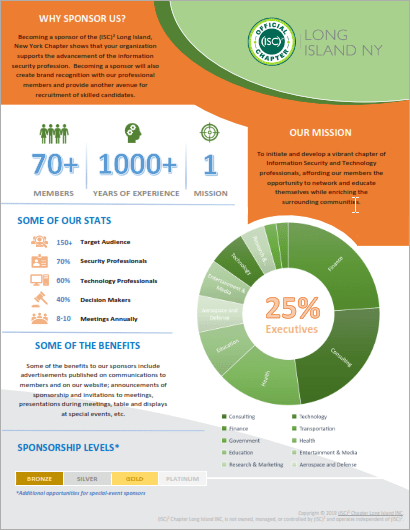 WHY SPONSOR US?
Becoming a sponsor of the (ISC)² Long Island,
New York Chapter shows that your organization
supports the advancement of the information
security profession. Becoming a sponsor will also
create brand recognition with our professional
members and provide another avenue for
recruitment of skilled candidates.
OFFICIAL
(ISC)²
CHAPTER
LONG
ISLAND NY
70+
1000+
1
MEMBERS
YEARS OF EXPERIENCE
MISSION
OUR MISSION
To initiate and develop a vibrant chapter of
Information Security and Technology
professionals, affording our members the
opportunity to network and educate
themselves while enriching the
surrounding communities.
SOME OF OUR STATS
150+ Target Audience
70% Security Professionals
60% Technology Professionals
40% Decision Makers
8-10 Meetings Annually
Finance
Consulting
Health
Education
Aerospace and
Defense
Entertainment &
Media
Technology
25%
Executives
SOME OF THE BENEFITS
Some of the benefits to our sponsors include
advertisements published on communications to
members and on our website; announcements of
sponsorship and invitations to meetings,
presentations during meetings, table and displays
at special events, etc.
Consulting
Technology
Finance
Transportation
Government
Health
Education
Entertainment & Media
Research & Marketing
Aerospace and Defense
SPONSORSHIP LEVELS*
BRONZE
SILVER
GOLD
PLATINUM
*Additional opportunities for special-event sponsors
(ISC)² Chapter Long Island INC. is not owned, managed, or controlled by (ISC)² and operates independent of (ISC)².